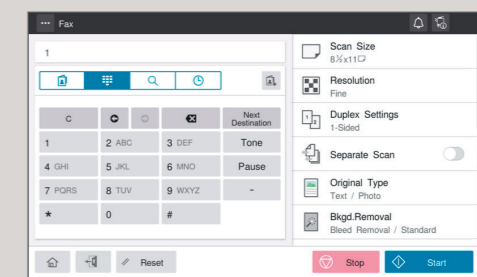 Fax
1
Scan Size
8½x11
Resolution
Fine
Duplex Settings
1-Sided
Separate Scan
Original Type
Text / Photo
Bkgd.Removal
Bleed Removal / Standard
C
Next
Destination
1
2 ABC
3 DEF
Tone
4 GHI
5 JKL
6 MNO
Pause
7 PQRS
8 TUV
9 WXYZ
-
*
0
#
Reset
Stop
Start